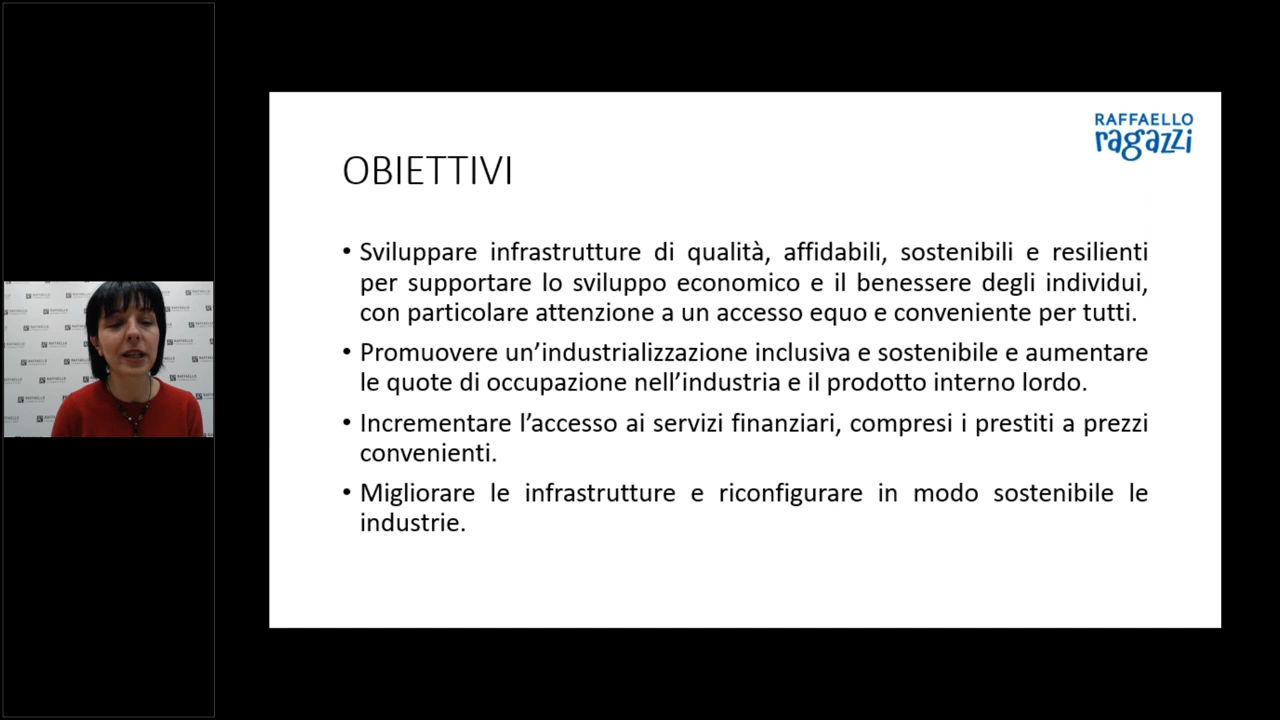 RAFFAELLO
ragazzi
OBIETTIVI
• Sviluppare infrastrutture di qualità, affidabili, sostenibili e resilienti
per supportare lo sviluppo economico e il benessere degli individui,
con particolare attenzione a un accesso equo e conveniente per tutti.
• Promuovere un’industrializzazione inclusiva e sostenibile e aumentare
le quote di occupazione nell’industria e il prodotto interno lordo.
• Incrementare l’accesso ai servizi finanziari, compresi i prestiti a prezzi
convenienti.
• Migliorare le infrastrutture e riconfigurare in modo sostenibile le
industrie.